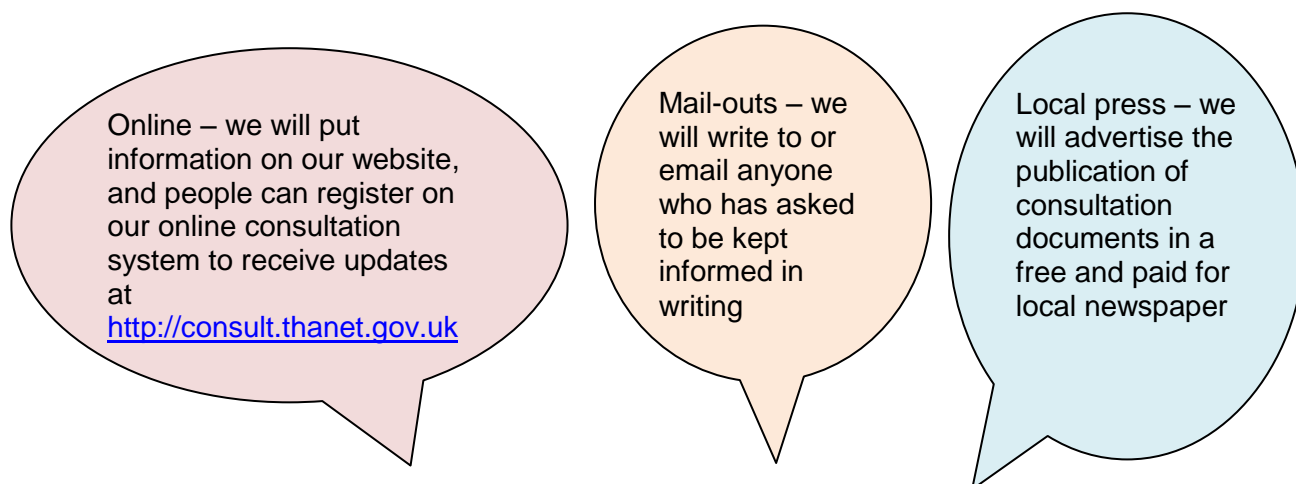 Online – we will put
information on our website,
and people can register on
our online consultation
system to receive updates
at
http://consult.thanet.gov.uk
Mail-outs – we
will write to or
email anyone
who has asked
to be kept
informed in
writing
Local press – we
will advertise the
publication of
consultation
documents in a
free and paid for
local newspaper